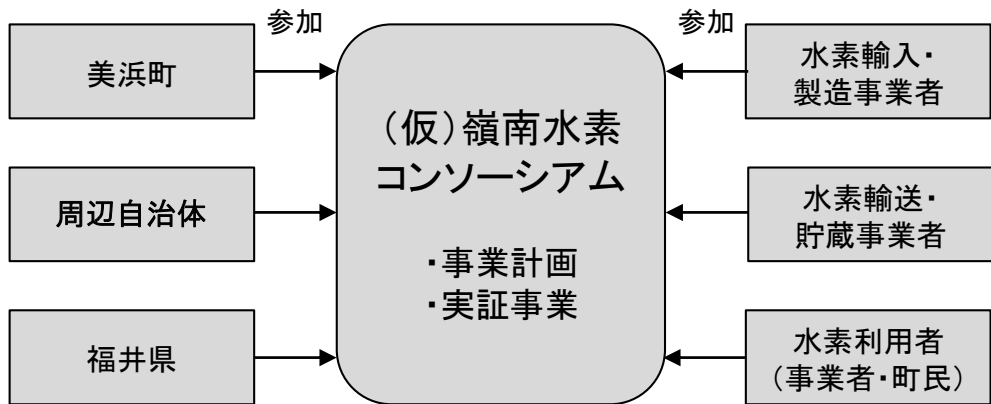 参加
参加
美浜町
周辺自治体
福井県
（仮）嶺南水素
コンソーシアム
・事業計画
・実証事業
水素輸入・
製造事業者
水素輸送・
貯蔵事業者
水素利用者
（事業者・町民）